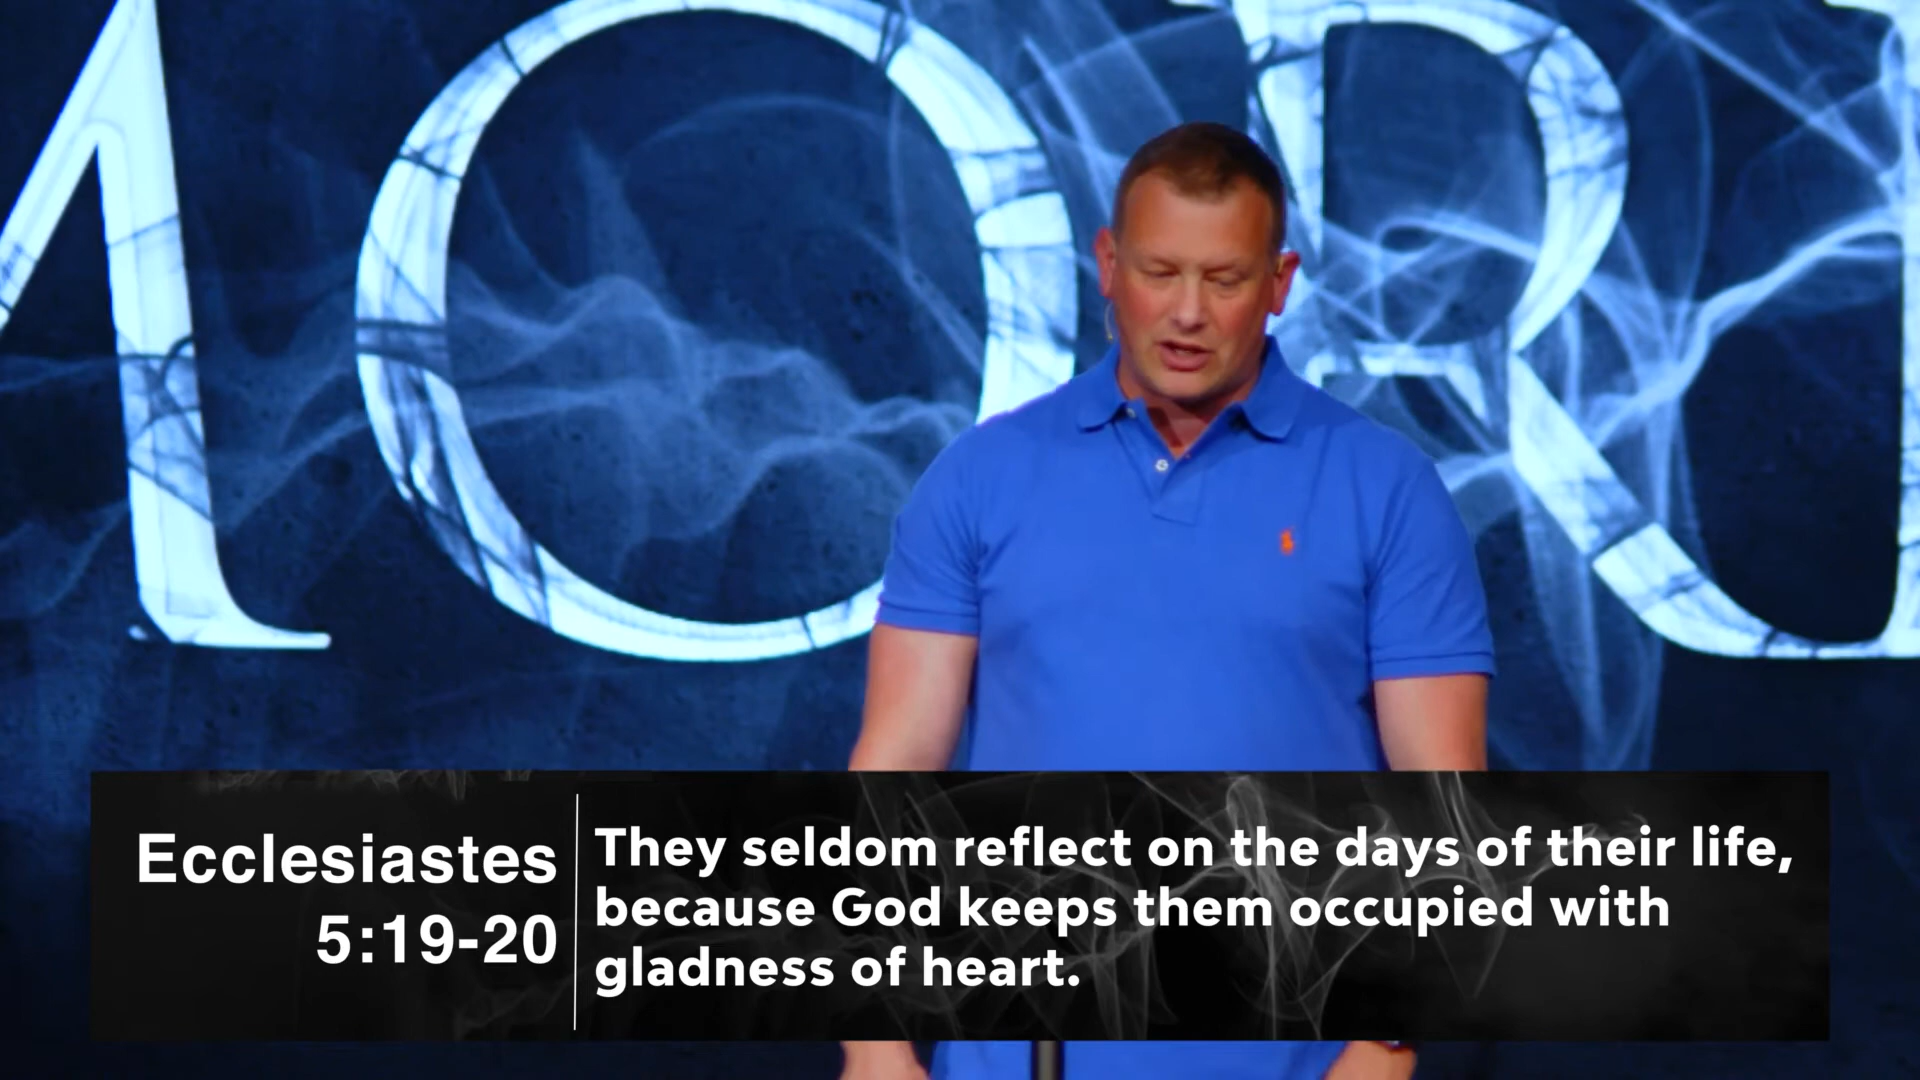 MOR
Ecclesiastes
5:19-20
They seldom reflect on the days of their life,
because God keeps them occupied with
gladness of heart.